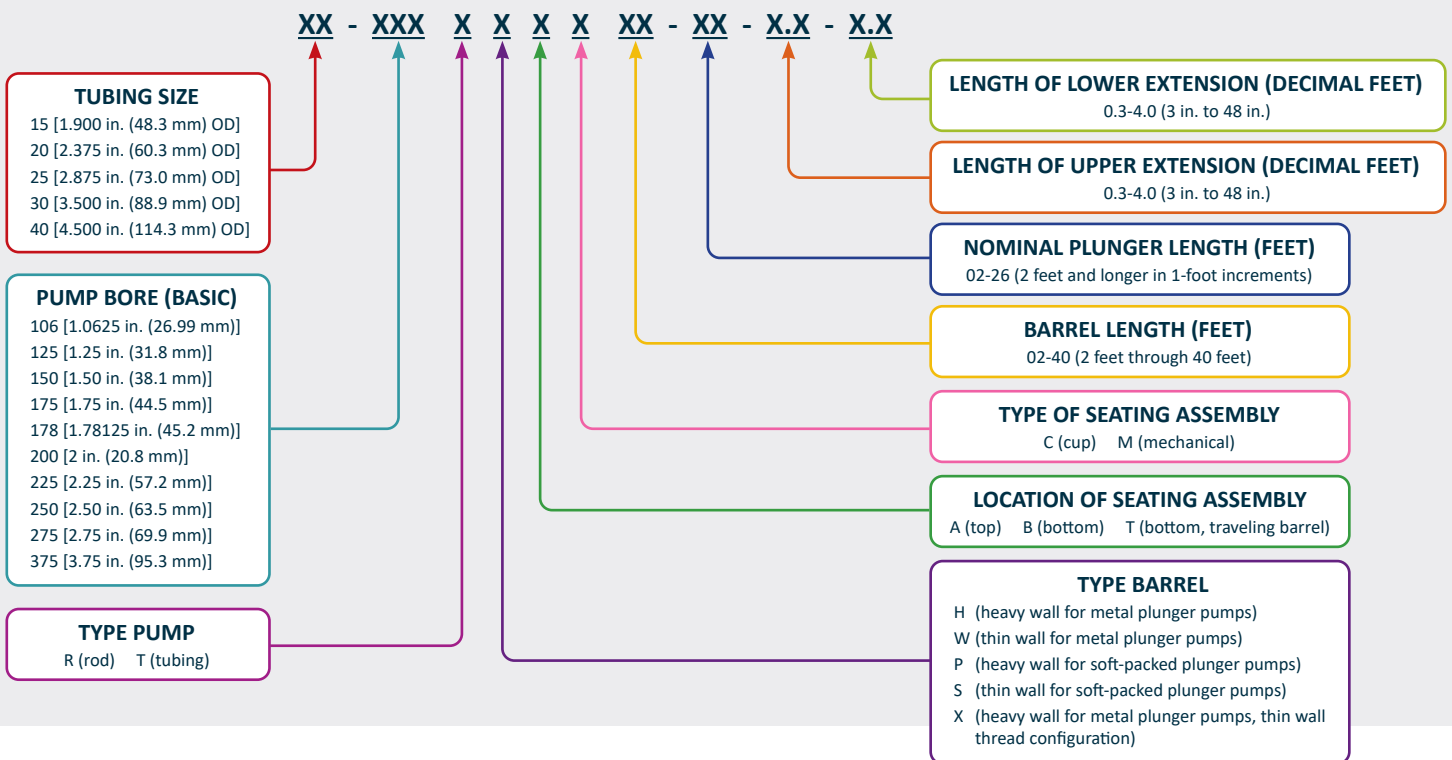 XX - XXX X X X X XX - XX - X.X - X.X
TUBING SIZE
15 [1.900 in. (48.3 mm) OD]
20 [2.375 in. (60.3 mm) OD]
25 [2.875 in. (73.0 mm) OD]
30 [3.500 in. (88.9 mm) OD]
40 [4.500 in. (114.3 mm) OD]
PUMP BORE (BASIC)
106 [1.0625 in. (26.99 mm)]
125 [1.25 in. (31.8 mm)]
150 [1.50 in. (38.1 mm)]
175 [1.75 in. (44.5 mm)]
178 [1.78125 in. (45.2 mm)]
200 [2 in. (20.8 mm)]
225 [2.25 in. (57.2 mm)]
250 [2.50 in. (63.5 mm)]
275 [2.75 in. (69.9 mm)]
375 [3.75 in. (95.3 mm)]
TYPE PUMP
R (rod) T (tubing)
LENGTH OF LOWER EXTENSION (DECIMAL FEET)
0.3-4.0 (3 in. to 48 in.)
LENGTH OF UPPER EXTENSION (DECIMAL FEET)
0.3-4.0 (3 in. to 48 in.)
NOMINAL PLUNGER LENGTH (FEET)
02-26 (2 feet and longer in 1-foot increments)
BARREL LENGTH (FEET)
02-40 (2 feet through 40 feet)
TYPE OF SEATING ASSEMBLY
C (cup) M (mechanical)
LOCATION OF SEATING ASSEMBLY
A (top) B (bottom) T (bottom, traveling barrel)
TYPE BARREL
H (heavy wall for metal plunger pumps)
W (thin wall for metal plunger pumps)
P (heavy wall for soft-packed plunger pumps)
S (thin wall for soft-packed plunger pumps)
X (heavy wall for metal plunger pumps, thin wall
thread configuration)